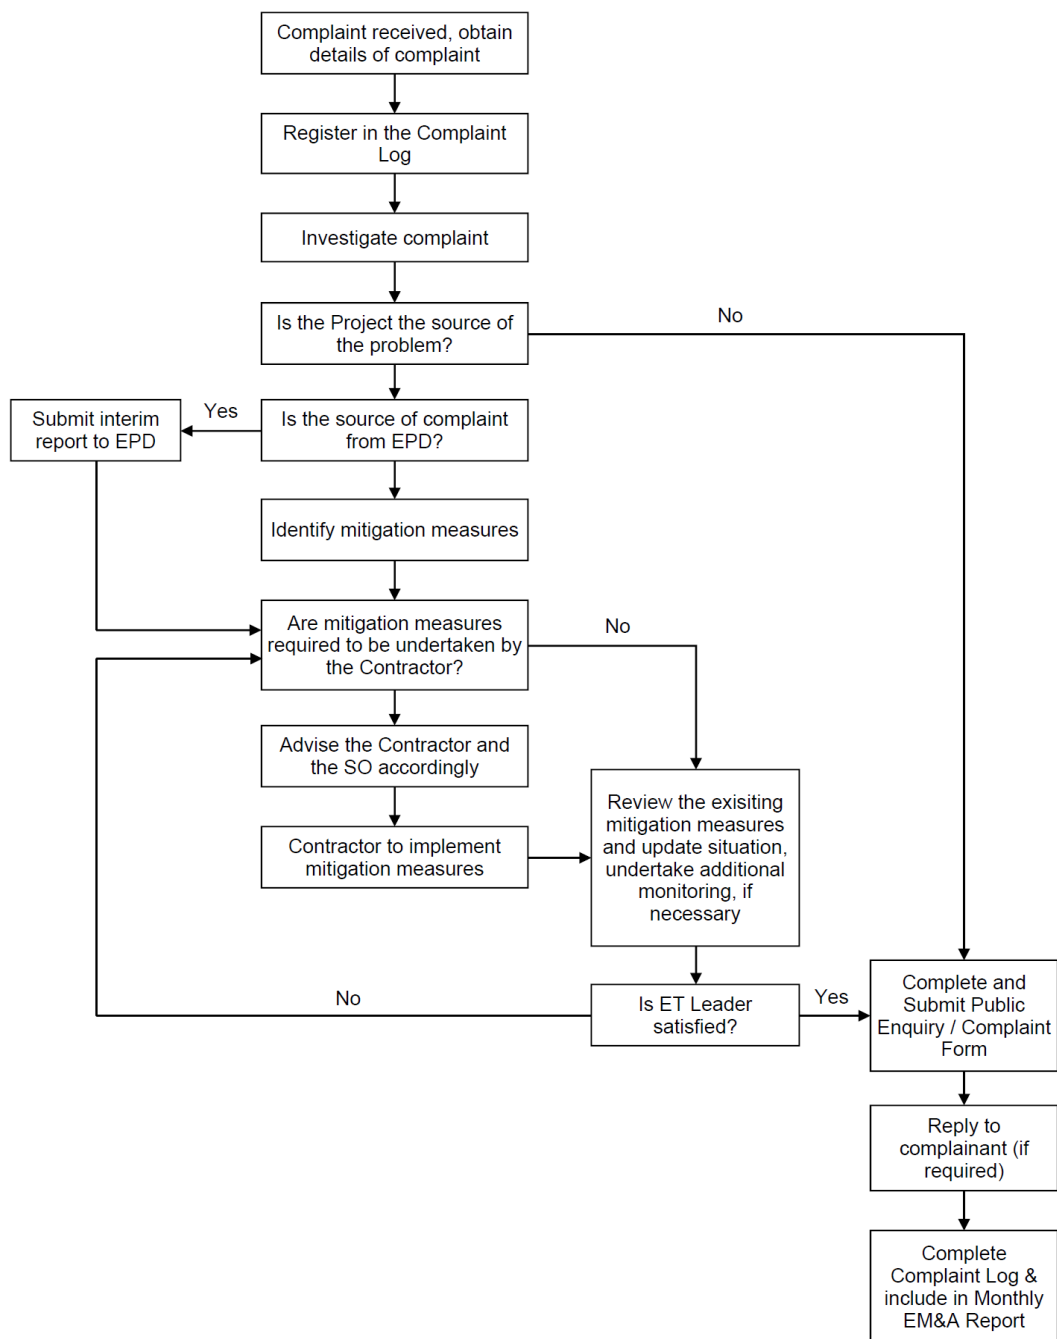 Complaint received, obtain
details of complaint
Register in the Complaint
Log
Investigate complaint
Is the Project the source of
the problem?
No
Submit interim
report to EPD
Yes
Is the source of complaint
from EPD?
Identify mitigation measures
Are mitigation measures
required to be undertaken by
the Contractor?
No
Advise the Contractor and
the SO accordingly
Contractor to implement
mitigation measures
Review the exisiting
mitigation measures
and update situation,
undertake additional
monitoring, if
necessary
No
Is ET Leader
satisfied?
Yes
Complete and
Submit Public
Enquiry / Complaint
Form
Reply to
complainant (if
required)
Complete
Complaint Log &
include in Monthly
EM&A Report